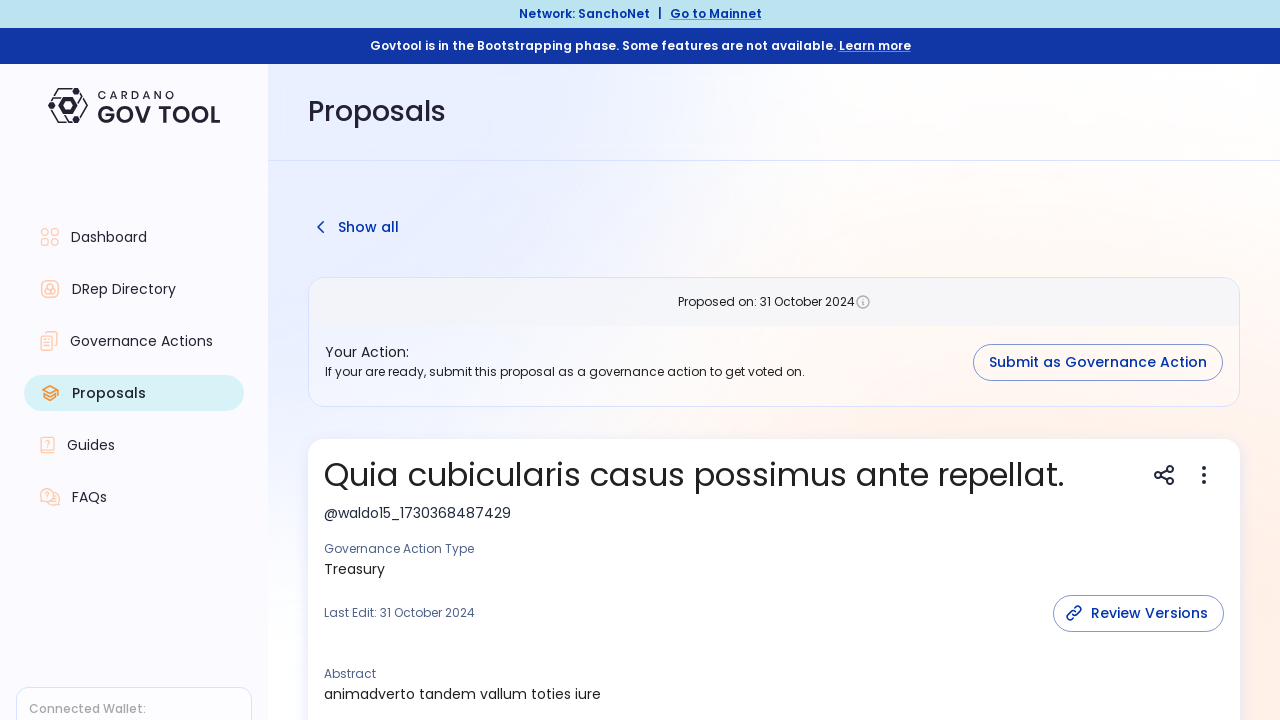 Network: SanchoNet | Go to Mainnet
Govtool is in the Bootstrapping phase. Some features are not available. Learn more
CARDANO
GOV TOOL
Dashboard
DRep Directory
Governance Actions
Proposals
Guides
FAQs
Connected Wallet:
Proposals
Show all
Proposed on: 31 October 2024
Your Action:
If your are ready, submit this proposal as a governance action to get voted on.
Submit as Governance Action
Quia cubicularis casus possimus ante repellat.
@waldo15_1730368487429
Governance Action Type
Treasury
Last Edit: 31 October 2024
Review Versions
Abstract
animadverto tandem vallum toties iure